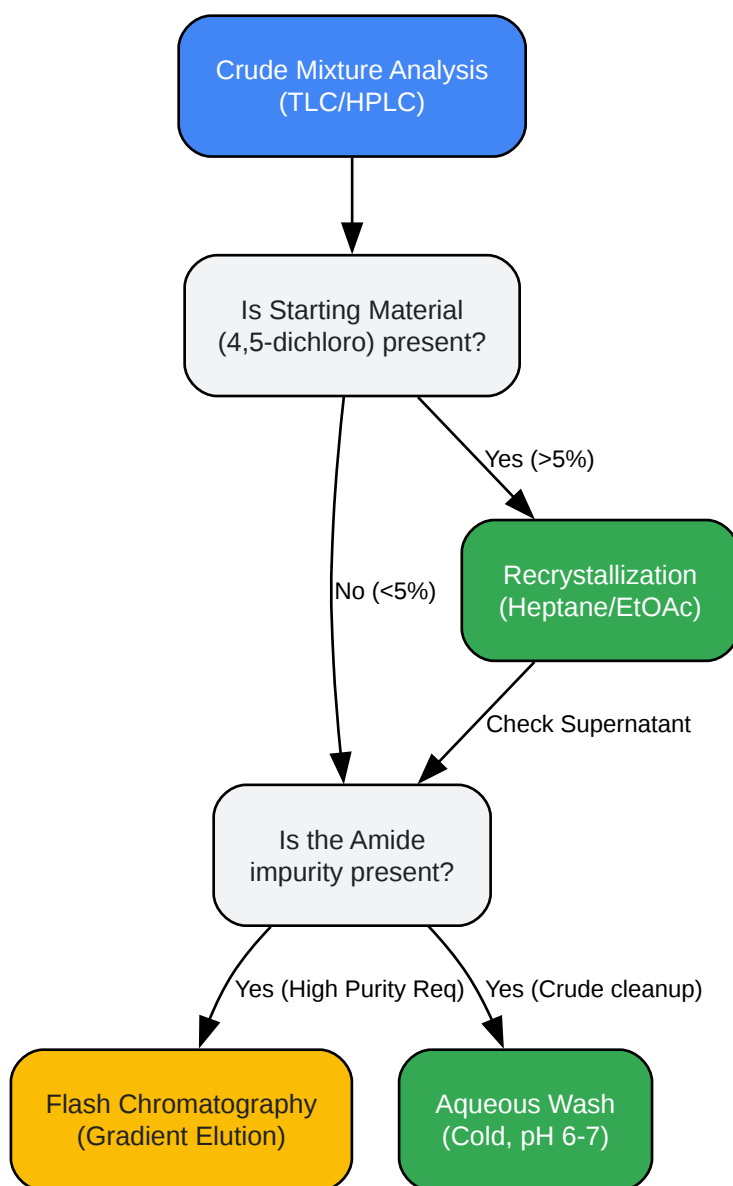 Crude Mixture Analysis
(TLC/HPLC)
Is Starting Material
(4,5-dichloro) present?
Yes (>5%)
No (<5%)
Recrystallization
(Heptane/EtOAc)
Check Supernatant
Is the Amide
impurity present?
Yes (High Purity Req)
Yes (Crude cleanup)
Flash Chromatography
(Gradient Elution)
Aqueous Wash
(Cold, pH 6-7)